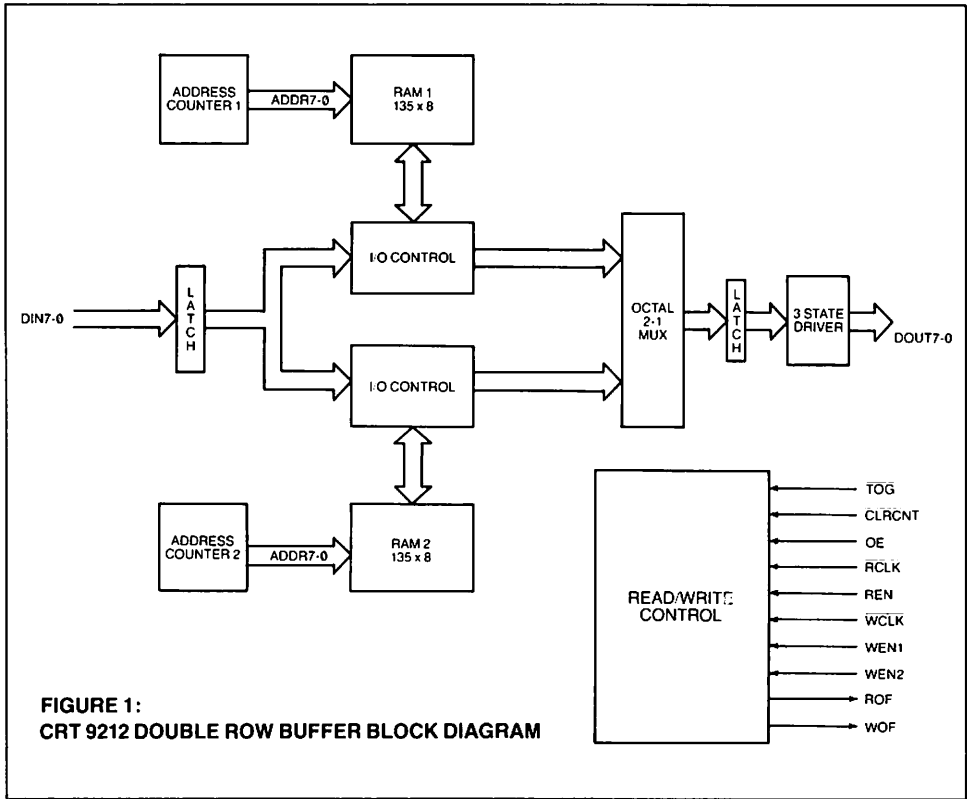 ADDRESS
COUNTER 1
ADDR7-0
RAM 1
135 x 8
I/O CONTROL
DIN7-0
LATCH
OCTAL
2-1
MUX
LATCH
3 STATE
DRIVER
DOUT7-0
I/O CONTROL
ADDRESS
COUNTER 2
ADDR7-0
RAM 2
135 x 8
READ/WRITE
CONTROL
TOG
CLRCNT
OE
RCLK
REN
WCLK
WEN1
WEN2
ROF
WOF
FIGURE 1:
CRT 9212 DOUBLE ROW BUFFER BLOCK DIAGRAM